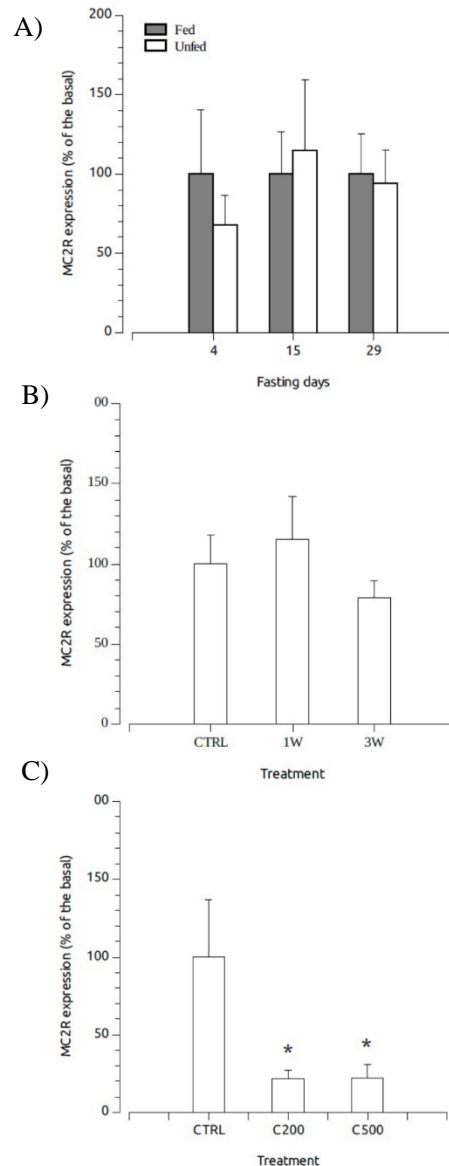 A)
MC2R expression (% of the basal)
Fed
Unfed
200
150
100
50
0
4 15 29
Fasting days
B)
MC2R expression (% of the basal)
00
150
100
50
0
CTRL 1W 3W
Treatment
C)
MC2R expression (% of the basal)
00
150
100
50
0
* *
CTRL C200 C500
Treatment